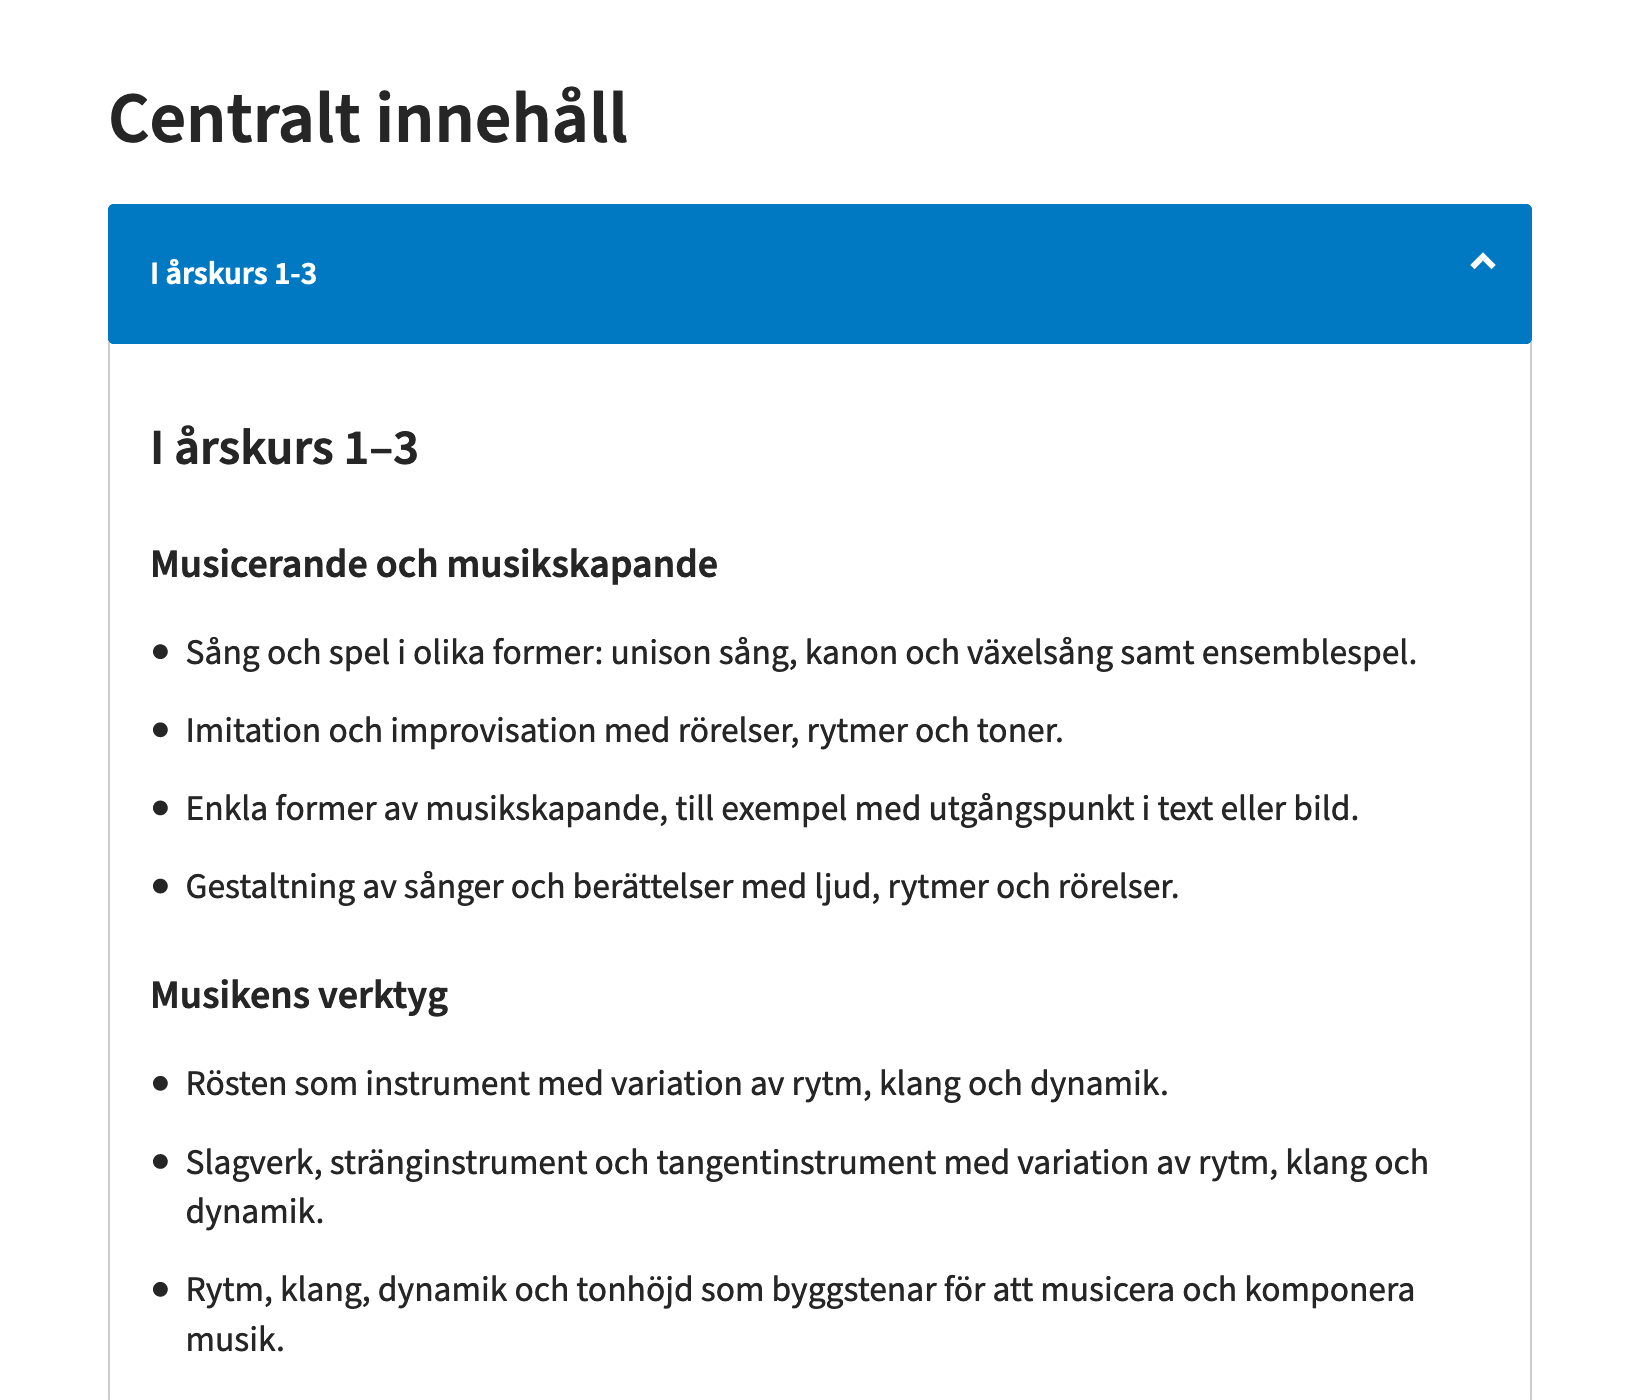 Centralt innehåll
I årskurs 1-3
I årskurs 1–3
Musicerande och musikskapande
• Sång och spel i olika former: unison sång, kanon och växelsång samt ensemblespel.
• Imitation och improvisation med rörelser, rytmer och toner.
• Enkla former av musikskapande, till exempel med utgångspunkt i text eller bild.
• Gestaltning av sånger och berättelser med ljud, rytmer och rörelser.
Musikens verktyg
• Rösten som instrument med variation av rytm, klang och dynamik.
• Slagverk, stränginstrument och tangentinstrument med variation av rytm, klang och
dynamik.
• Rytm, klang, dynamik och tonhöjd som byggstenar för att musicera och komponera
musik.